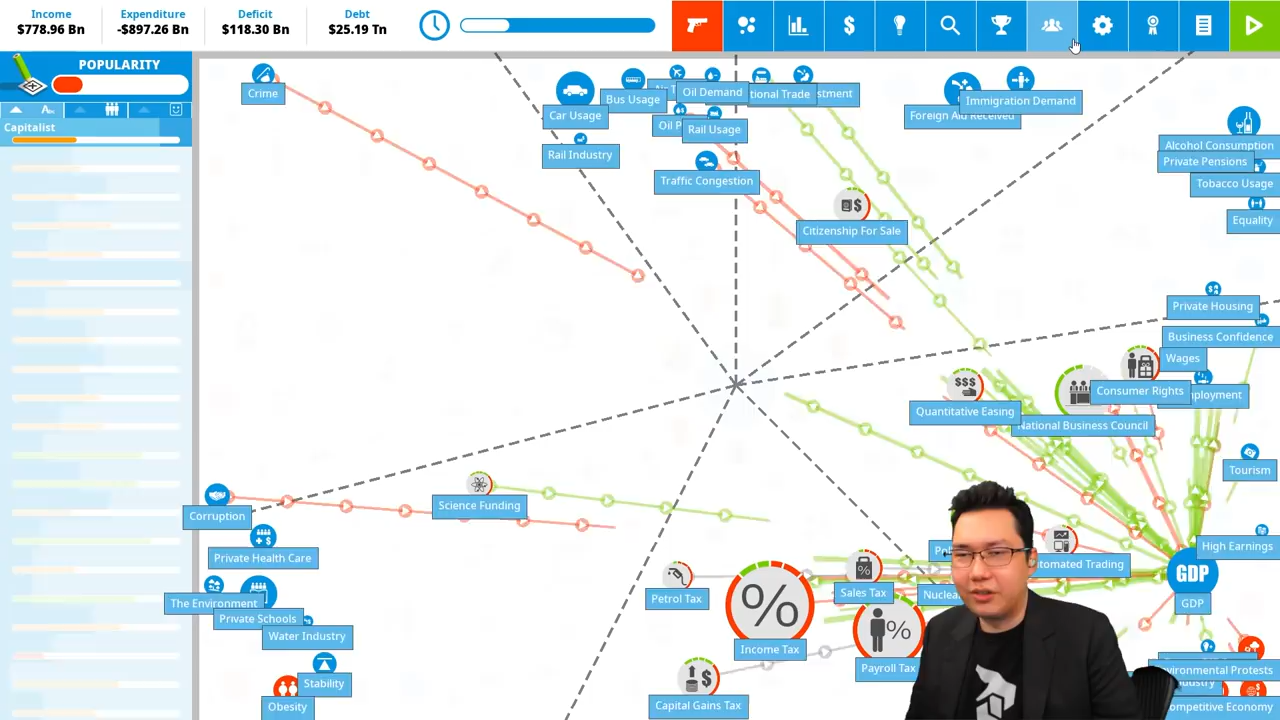 Income
$778.96 Bn
Expenditure
-$897.26 Bn
Deficit
$118.30 Bn
Debt
$25.19 Tn
POPULARITY
Capitalist
Crime
Car Usage
Bus Usage
Oil Demand
Rail Usage
Rail Industry
Traffic Congestion
Citizenship For Sale
Foreign Aid Received
Immigration Demand
Alcohol Consumption
Private Pensions
Tobacco Usage
Equality
Private Housing
Business Confidence
Wages
Consumer Rights
Quantitative Easing
National Business Council
Tourism
Science Funding
Corruption
Private Health Care
The Environment
Private Schools
Water Industry
Stability
Obesity
Petrol Tax
Sales Tax
Income Tax
Payroll Tax
Capital Gains Tax
High Earnings
GDP
GDP